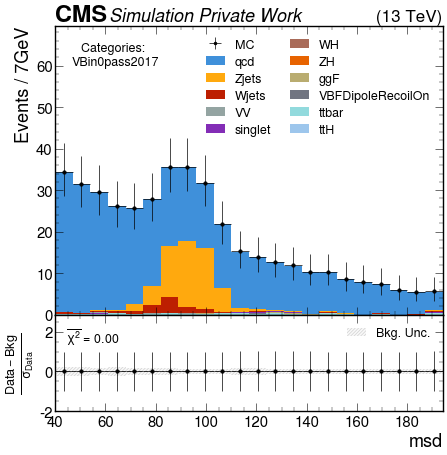 CMS Simulation Private Work (13 TeV)
Events / 7GeV
Categories:
VBin0pass2017
MC
qcd
Zjets
Wjets
VV
singlet
WH
ZH
ggF
VBFDipoleRecoilOn
ttbar
ttH
60
50
40
30
20
10
0
Data − Bkg
σData
χ² = 0.00
Bkg. Unc.
2
0
-2
40 60 80 100 120 140 160 180
msd